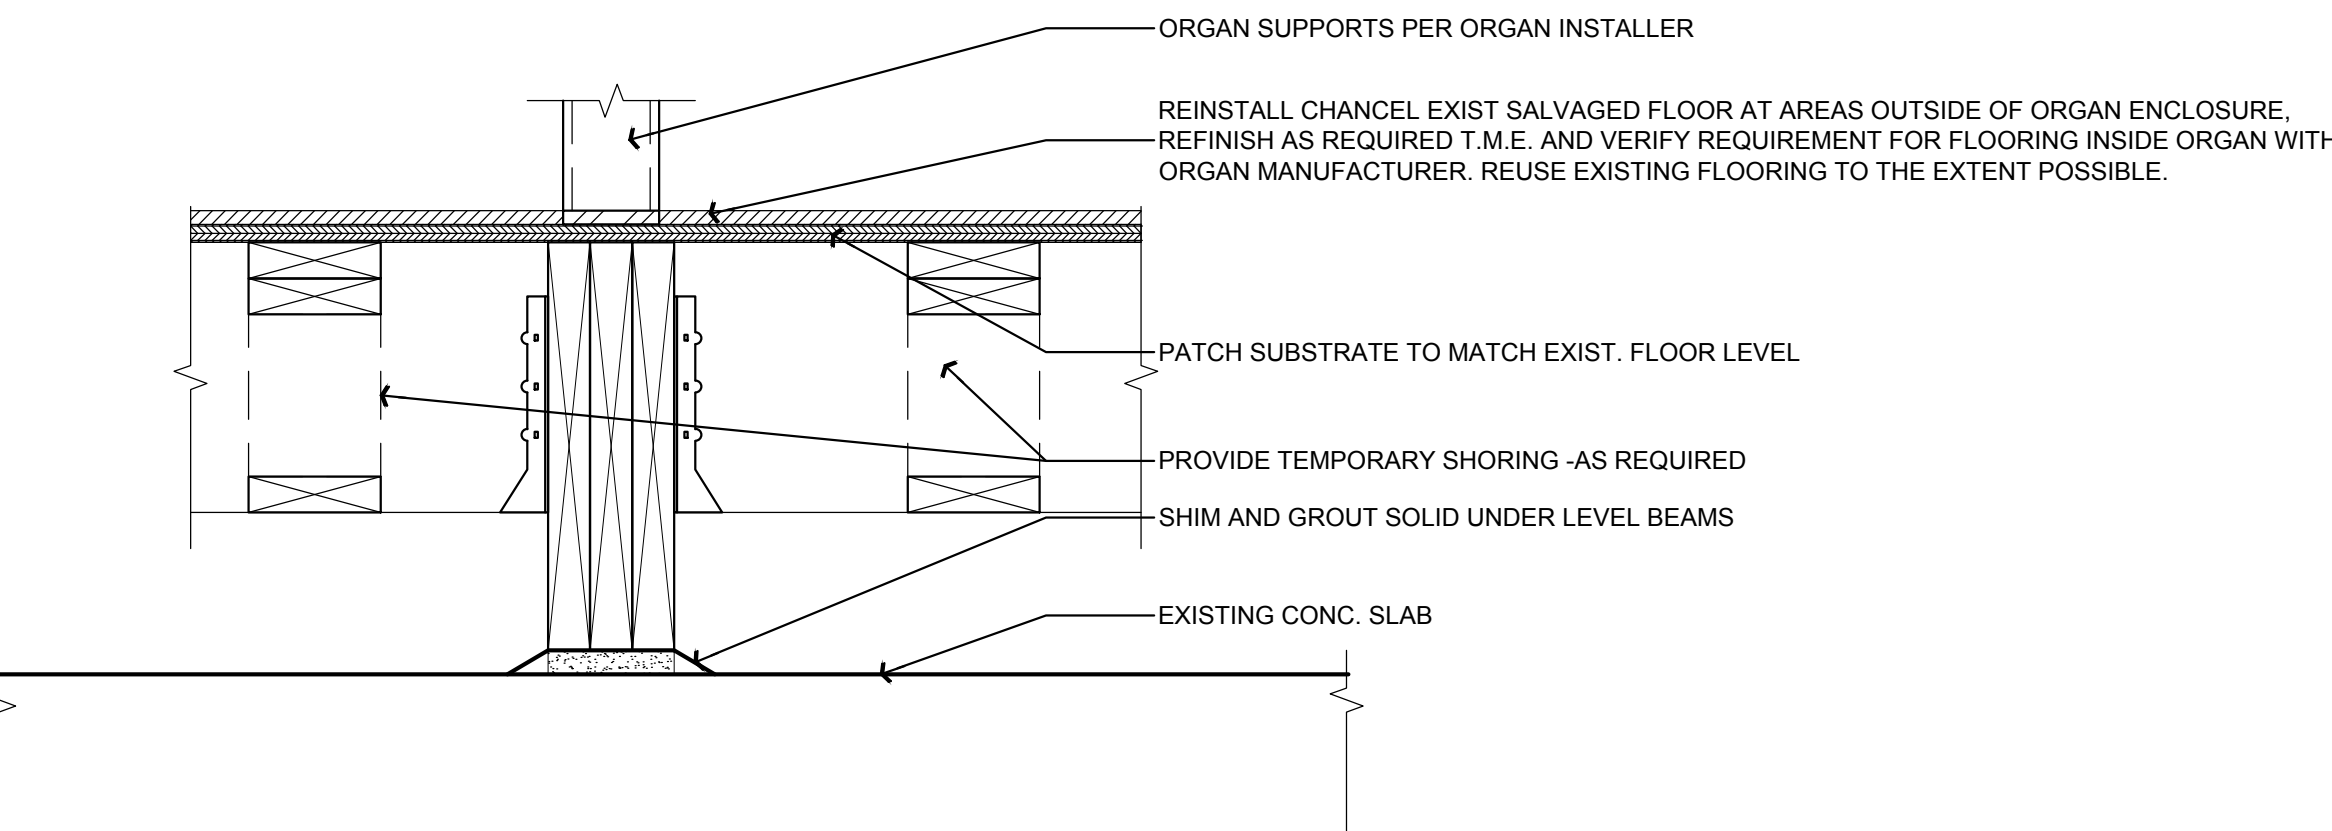 ORGAN SUPPORTS PER ORGAN INSTALLER
REINSTALL CHANCEL EXIST SALVAGED FLOOR AT AREAS OUTSIDE OF ORGAN ENCLOSURE,
REFINISH AS REQUIRED T.M.E. AND VERIFY REQUIREMENT FOR FLOORING INSIDE ORGAN WITH
ORGAN MANUFACTURER. REUSE EXISTING FLOORING TO THE EXTENT POSSIBLE.
PATCH SUBSTRATE TO MATCH EXIST. FLOOR LEVEL
PROVIDE TEMPORARY SHORING -AS REQUIRED
SHIM AND GROUT SOLID UNDER LEVEL BEAMS
EXISTING CONC. SLAB